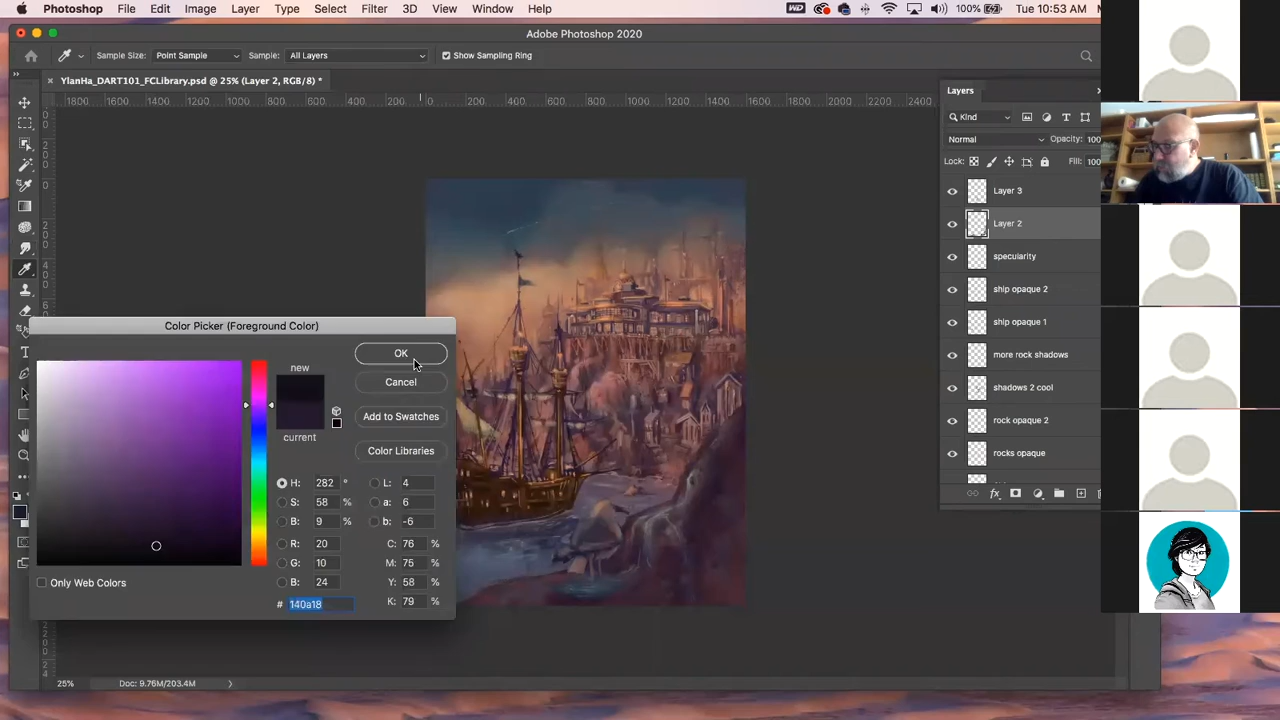 Photoshop File Edit Image Layer Type Select Filter 3D View Window Help 100% Tue 10:53 AM
Adobe Photoshop 2020
Sample Size: Point Sample Sample: All Layers Show Sampling Ring
YlanHa_DART101_FCLibrary.psd @ 25% (Layer 2, RGB/8) *
1800 1600 1400 1200 1000 800 600 400 200 0 200 400 600 800 1000 1200 1400 1600 1800 2000 2200 2400
Layers
Kind
Normal Opacity: 100
Lock: Fill: 100
Layer 3
Layer 2
specularity
ship opaque 2
ship opaque 1
more rock shadows
shadows 2 cool
rock opaque 2
rocks opaque
Color Picker (Foreground Color)
new
current
OK
Cancel
Add to Swatches
Color Libraries
H: 282 ° L: 4
S: 58 % a: 6
B: 9 % b: -6
R: 20 C: 76 %
G: 10 M: 75 %
B: 24 Y: 58 %
# 140a18 K: 79 %
Only Web Colors
25% Doc: 9.76M/203.4M